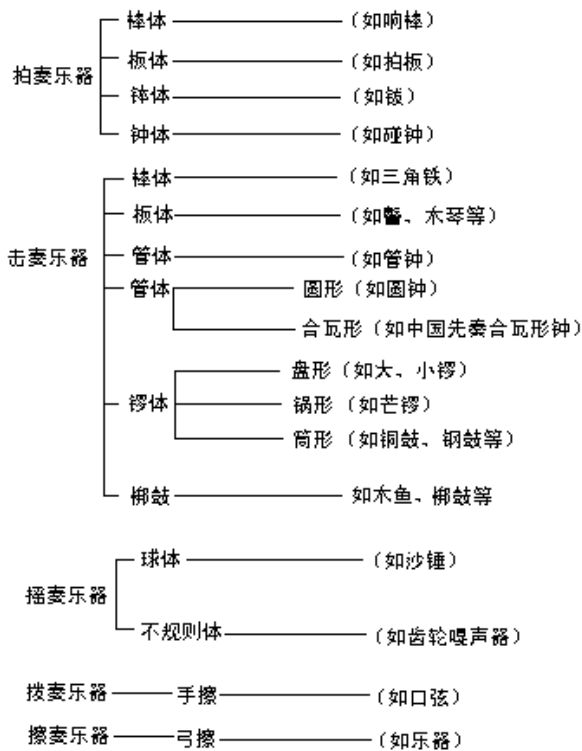 棒体 (如响棒)
拍麦乐器 板体 (如拍板)
钵体 (如钹)
钟体 (如碰钟)
棒体 (如三角铁)
板体 (如磬、木琴等)
击麦乐器 管体 (如管钟)
管体 圆形 (如圆钟)
合瓦形 (如中国先秦合瓦形钟)
盘形 (如大、小锣)
锣体 锅形 (如芒锣)
筒形 (如铜鼓、钢鼓等)
梆鼓 如木鱼、梆鼓等
球体 (如沙锤)
摇麦乐器
不规则体 (如齿轮嘎声器)
拨麦乐器 手擦 (如口弦)
擦麦乐器 弓擦 (如乐器)